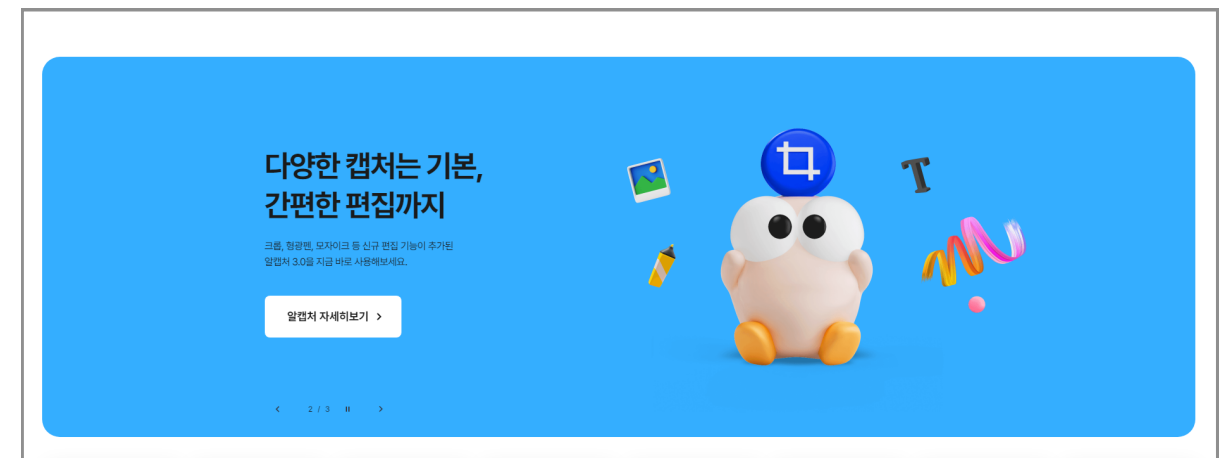 다양한 캡처는 기본,
간편한 편집까지
크롭, 형광펜, 모자이크 등 신규 편집 기능이 추가된
알캡처 3.0을 지금 바로 사용해보세요.
알캡처 자세히보기 >
< 2 / 3 >
T